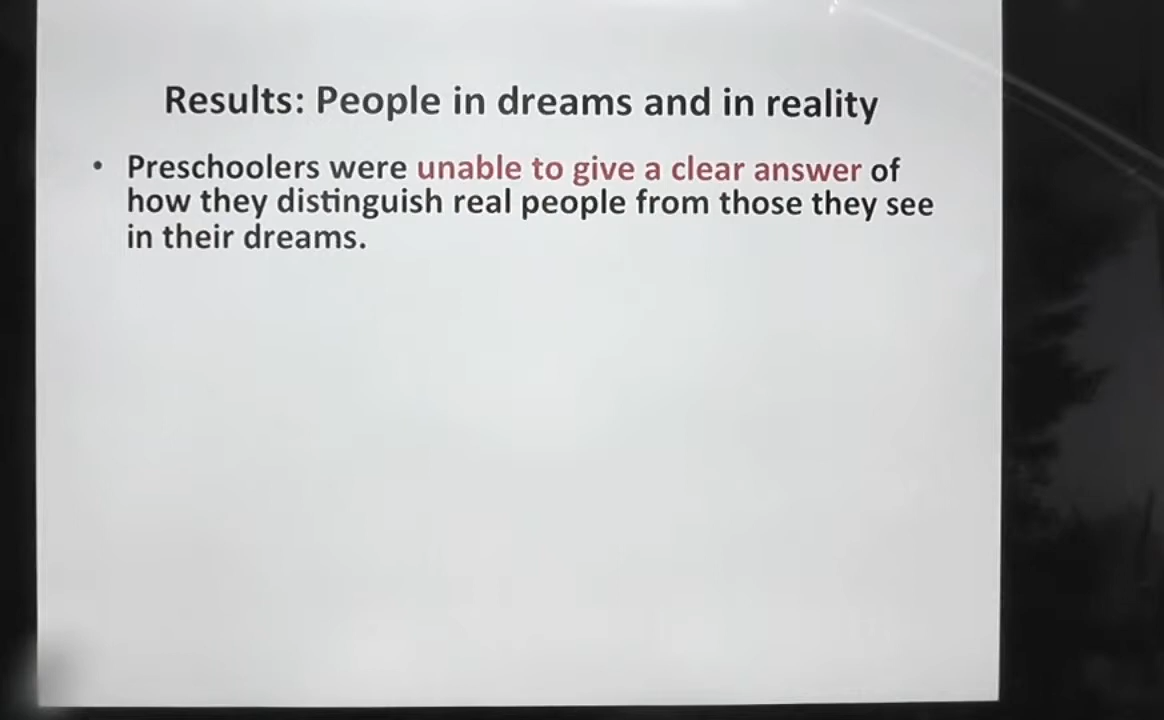 Results: People in dreams and in reality
• Preschoolers were unable to give a clear answer of
how they distinguish real people from those they see
in their dreams.